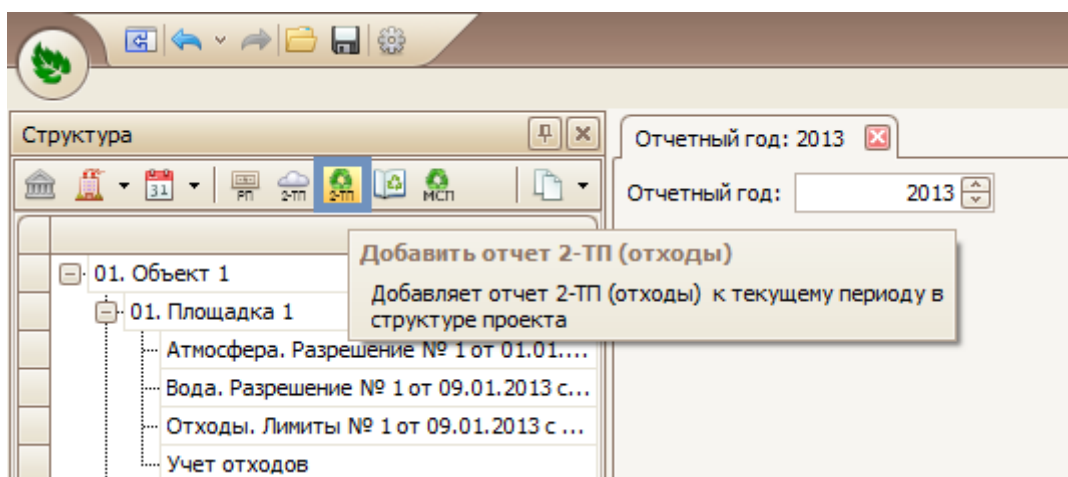 Структура
Отчетный год: 2013
31
РП
2-ТП
2-ТП
МСП
Отчетный год:
2013
Добавить отчет 2-ТП (отходы)
Добавляет отчет 2-ТП (отходы) к текущему периоду в
структуре проекта
01. Объект 1
01. Площадка 1
Атмосфера. Разрешение № 1 от 01.01....
Вода. Разрешение № 1 от 09.01.2013 с...
Отходы. Лимиты № 1 от 09.01.2013 с ...
Учет отходов